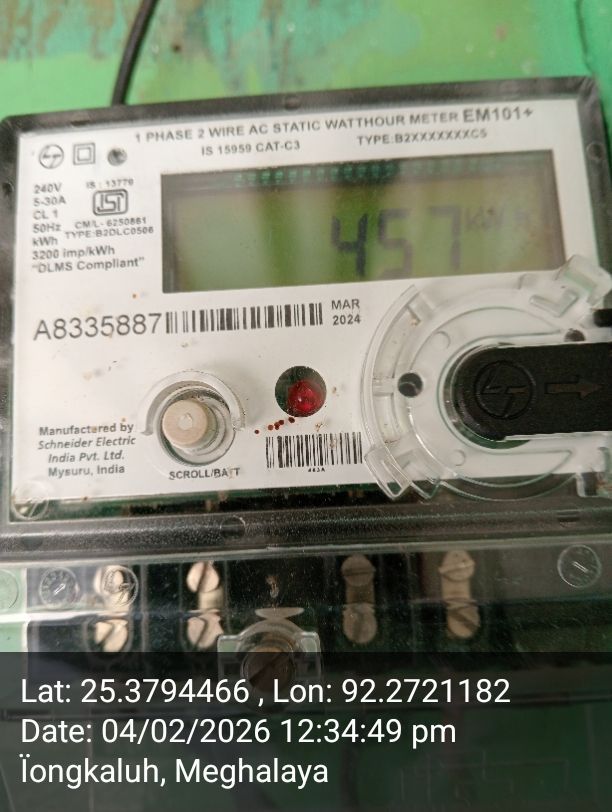 1 PHASE 2 WIRE AC STATIC WATTHOUR METER EM101+
IS 15959 CAT-C3 TYPE:B2XXXXXXXC5
240V
5-30A
CL 1
50Hz
kWh
3200 imp/kWh
"DLMS Compliant"
IS : 13779
ISI
CM/L- 6250861
TYPE:B2DLC0506
457
A8335887
MAR
2024
Manufactured by
Schneider Electric
India Pvt. Ltd.
Mysuru, India
SCROLL/BATT
Lat: 25.3794466 , Lon: 92.2721182
Date: 04/02/2026 12:34:49 pm
Ïongkaluh, Meghalaya